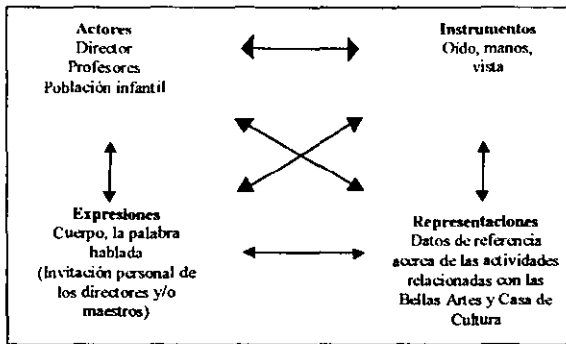 Actores
Director
Profesores
Población infantil
Instrumentos
Oído, manos,
vista
Expresiones
Cuerpo, la palabra
hablada
(Invitación personal de
los directores y/o
maestros)
Representaciones
Datos de referencia
acerca de las actividades
relacionadas con las
Bellas Artes y Casa de
Cultura